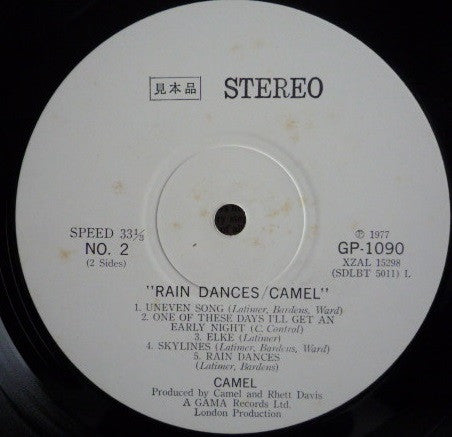 見本品 STEREO
SPEED 33⅓
NO. 2
(2 Sides)
℗ 1977
GP-1090
XZAL 15298
(SDLBT 5011) L
"RAIN DANCES/CAMEL"
1. UNEVEN SONG (Latimer, Bardens, Ward)
2. ONE OF THESE DAYS I'LL GET AN
EARLY NIGHT (C. Control)
3. ELKE (Latimer)
4. SKYLINES (Latimer, Bardens, Ward)
5. RAIN DANCES
(Latimer, Bardens)
CAMEL
Produced by Camel and Rhett Davis
A GAMA Records Ltd.
London Production